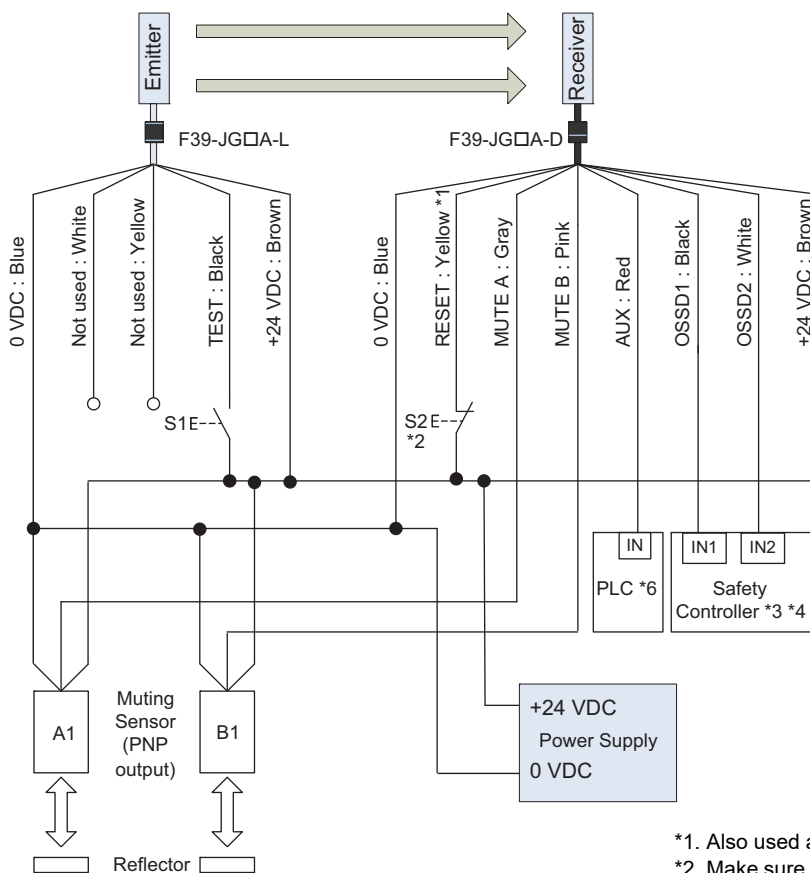 Emitter
Receiver
F39-JG□A-L
F39-JG□A-D
0 VDC : Blue
Not used : White
Not used : Yellow
TEST : Black
+24 VDC : Brown
0 VDC : Blue
RESET : Yellow *1
MUTE A : Gray
MUTE B : Pink
AUX : Red
OSSD1 : Black
OSSD2 : White
+24 VDC : Brown
S1
E
S2
E
*2
IN
IN1
IN2
PLC *6
Safety
Controller *3 *4
A1
Muting
Sensor
(PNP
output)
B1
+24 VDC
Power Supply
0 VDC
Reflector
*1. Also used a
*2. Make sure